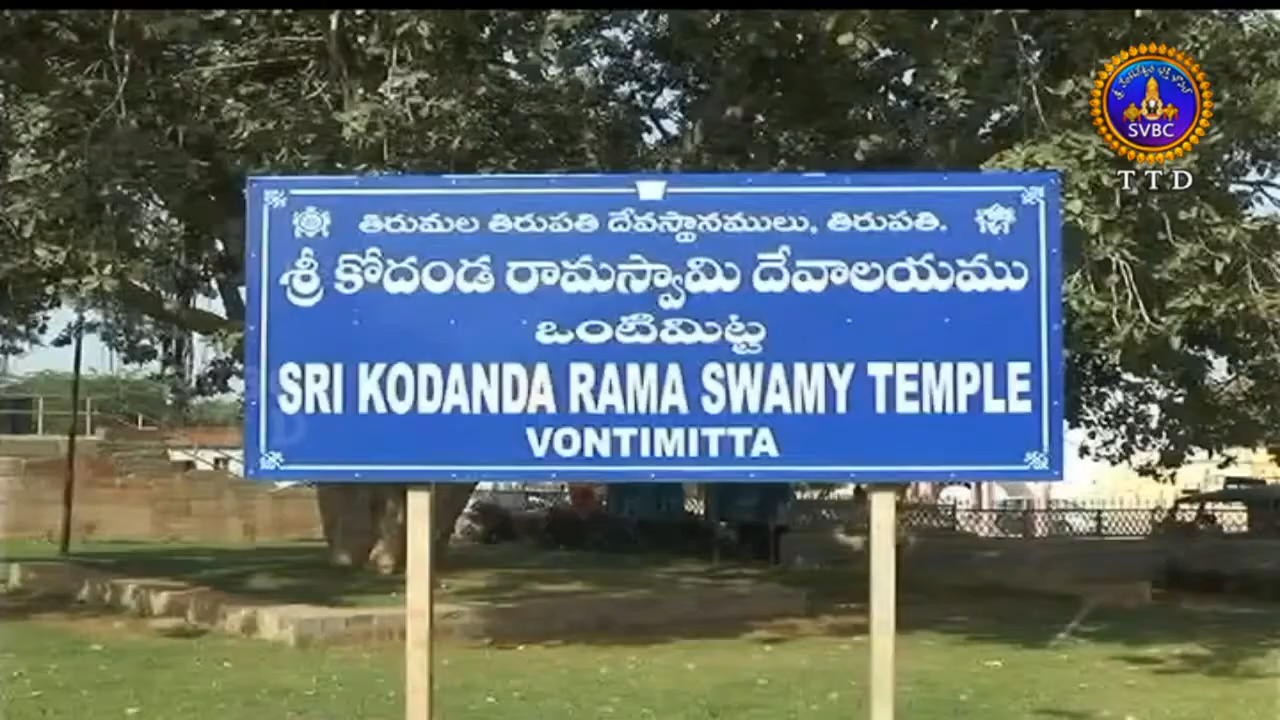 SVBC
TTD
తిరుమల తిరుపతి దేవస్థానములు, తిరుపతి.
శ్రీ కోదండ రామస్వామి దేవాలయము
ఒంటిమిట్ట
SRI KODANDA RAMA SWAMY TEMPLE
VONTIMITTA